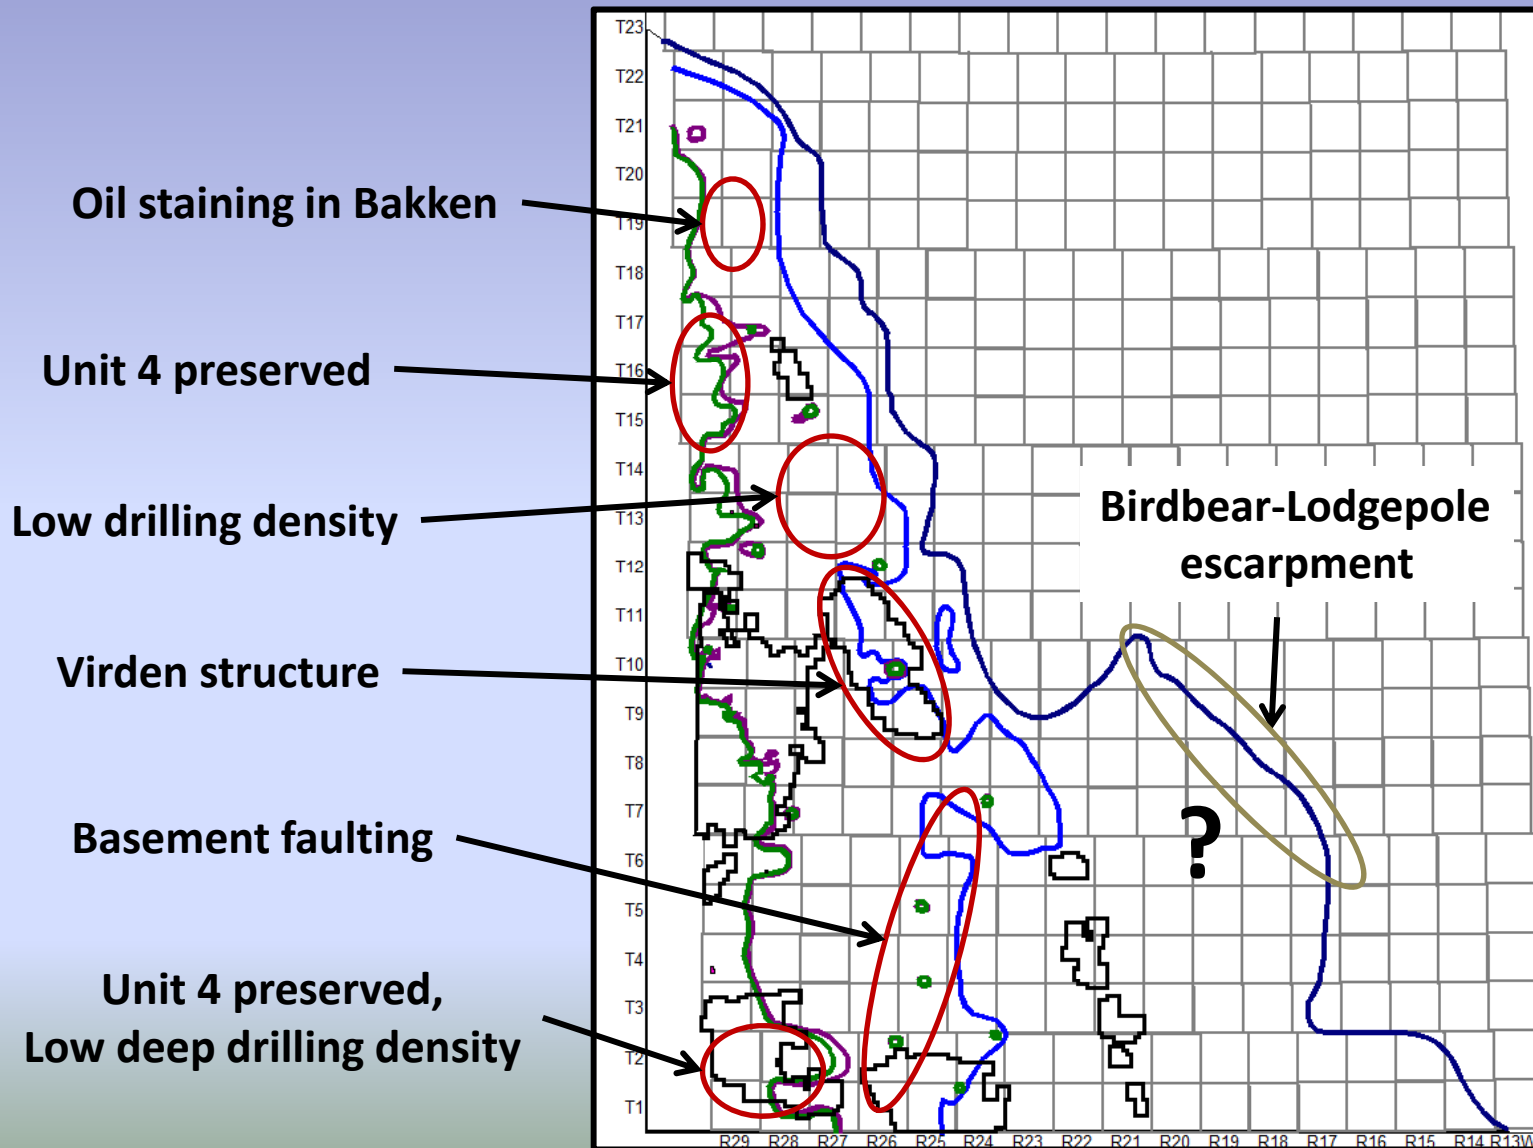 Oil staining in Bakken
Unit 4 preserved
Low drilling density
Virden structure
Basement faulting
Unit 4 preserved,
Low deep drilling density
Birdbear-Lodgepole
escarpment
?
T23
T22
T21
T20
T19
T18
T17
T16
T15
T14
T13
T12
T11
T10
T9
T8
T7
T6
T5
T4
T3
T2
T1
R29 R28 R27 R26 R25 R24 R23 R22 R21 R20 R19 R18 R17 R16 R15 R14 R13W